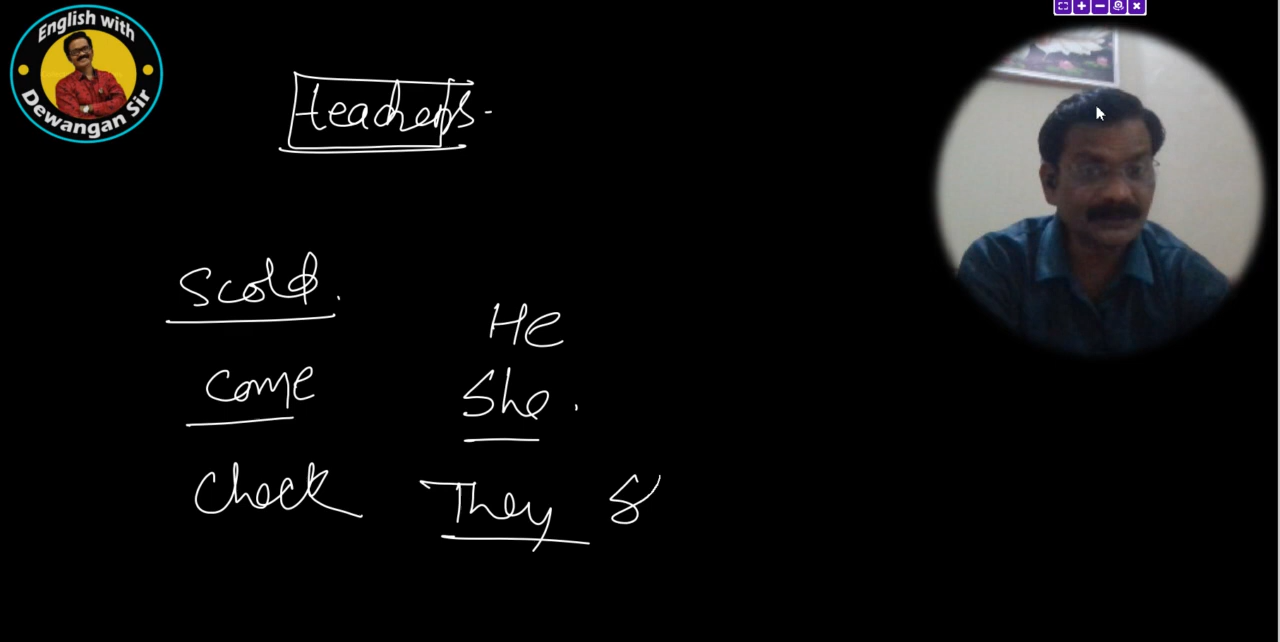 English with
Dewangan Sir
teachers.
Scold.
He
come
She.
Check
They